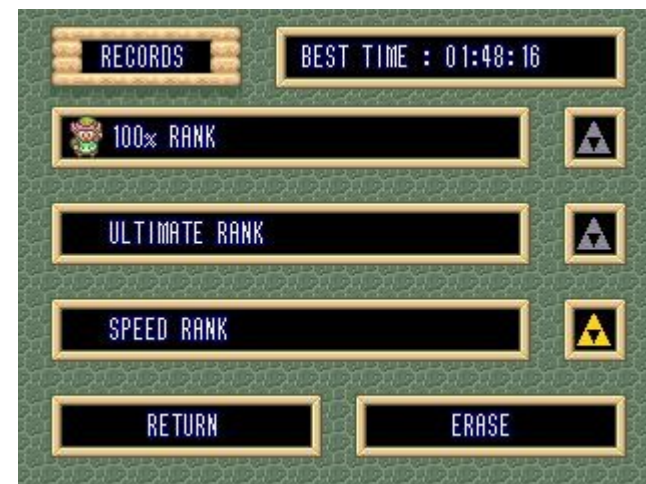 RECORDS
BEST TIME : 01:48:16
100% RANK
ULTIMATE RANK
SPEED RANK
RETURN
ERASE